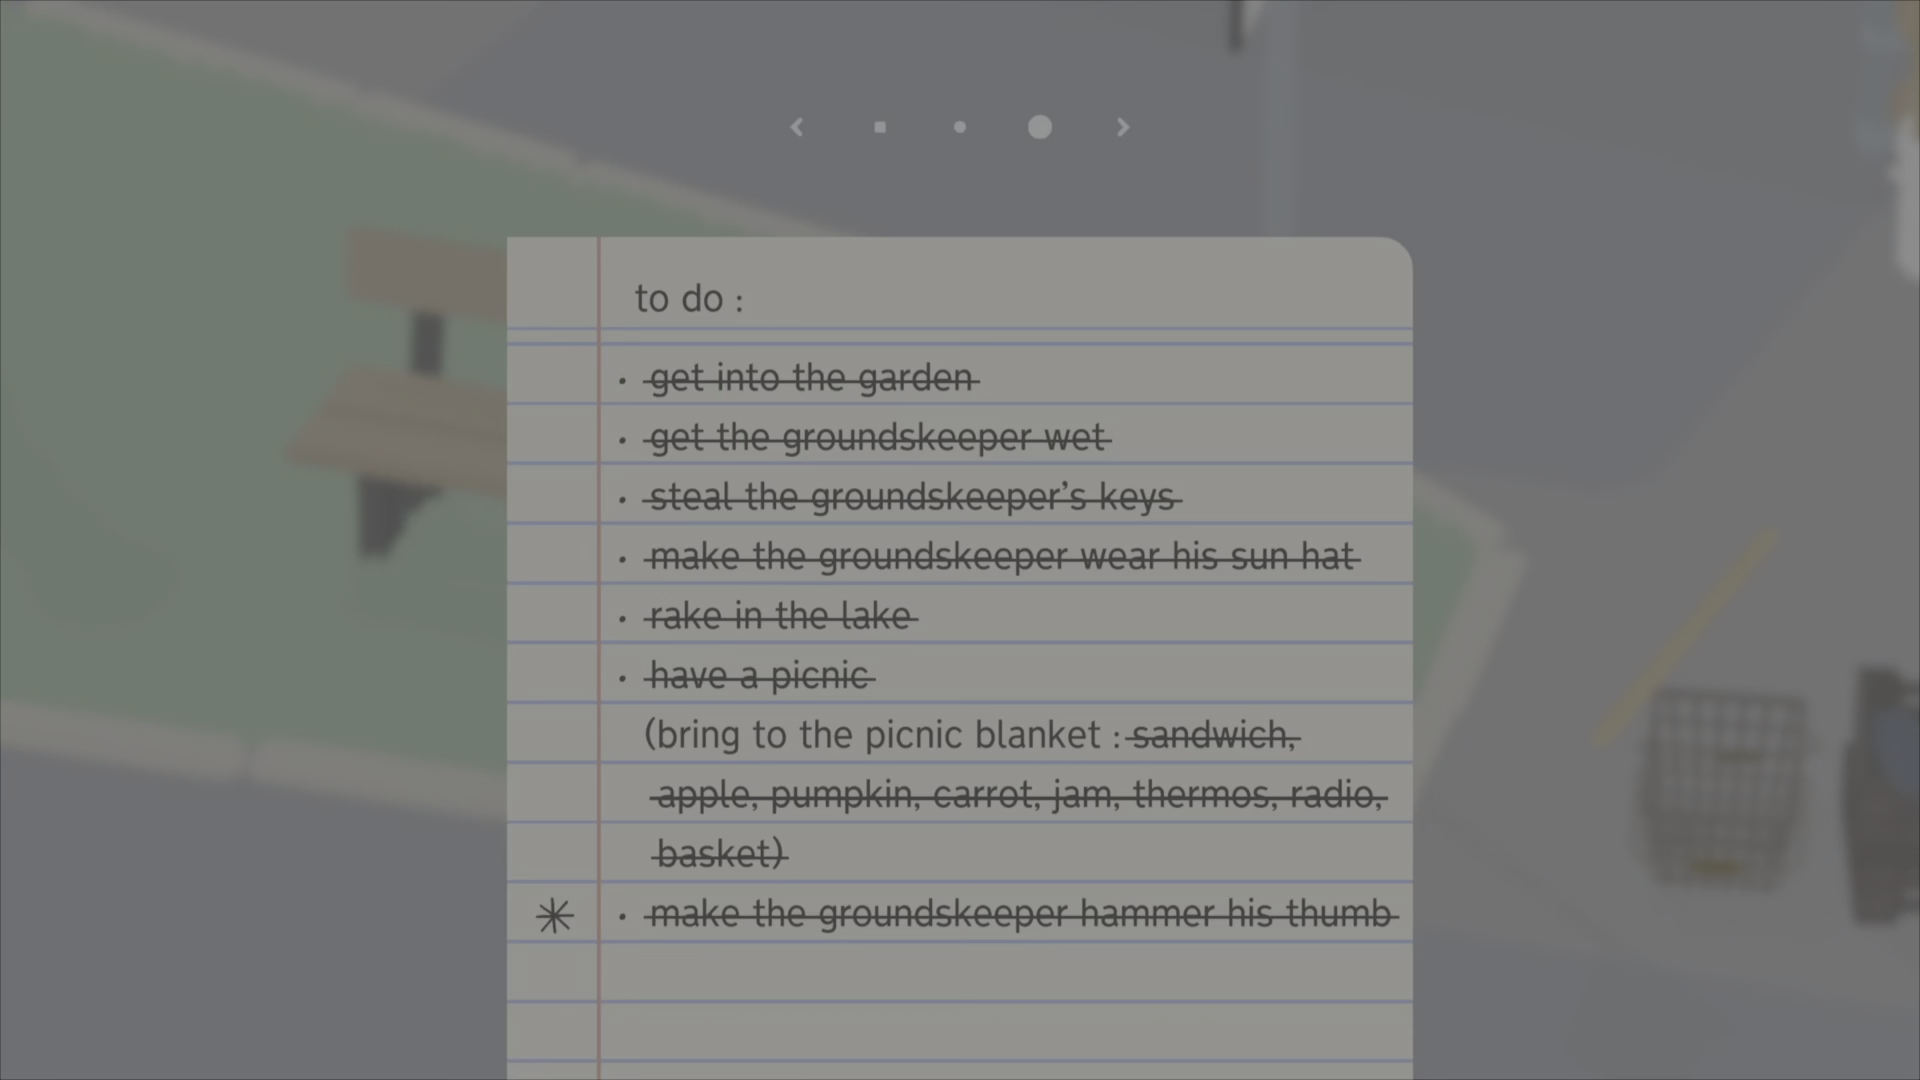 to do :
• get into the garden
• get the groundskeeper wet
• steal the groundskeeper’s keys
• make the groundskeeper wear his sun hat
• rake in the lake
• have a picnic
(bring to the picnic blanket : sandwich,
apple, pumpkin, carrot, jam, thermos, radio,
basket)
• make the groundskeeper hammer his thumb